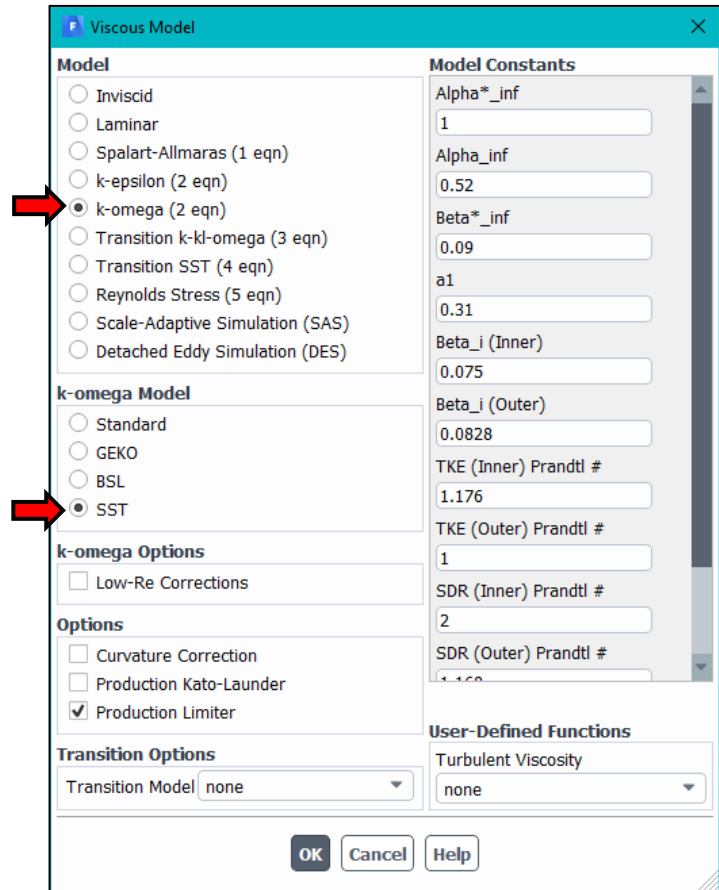 F Viscous Model
Model
Inviscid
Laminar
Spalart-Allmaras (1 eqn)
k-epsilon (2 eqn)
k-omega (2 eqn)
Transition k-kl-omega (3 eqn)
Transition SST (4 eqn)
Reynolds Stress (5 eqn)
Scale-Adaptive Simulation (SAS)
Detached Eddy Simulation (DES)
k-omega Model
Standard
GEKO
BSL
SST
k-omega Options
Low-Re Corrections
Options
Curvature Correction
Production Kato-Launder
Production Limiter
Transition Options
Transition Model none
Model Constants
Alpha*_inf
1
Alpha_inf
0.52
Beta*_inf
0.09
a1
0.31
Beta_i (Inner)
0.075
Beta_i (Outer)
0.0828
TKE (Inner) Prandtl #
1.176
TKE (Outer) Prandtl #
1
SDR (Inner) Prandtl #
2
SDR (Outer) Prandtl #
1.168
User-Defined Functions
Turbulent Viscosity
none
OK Cancel Help